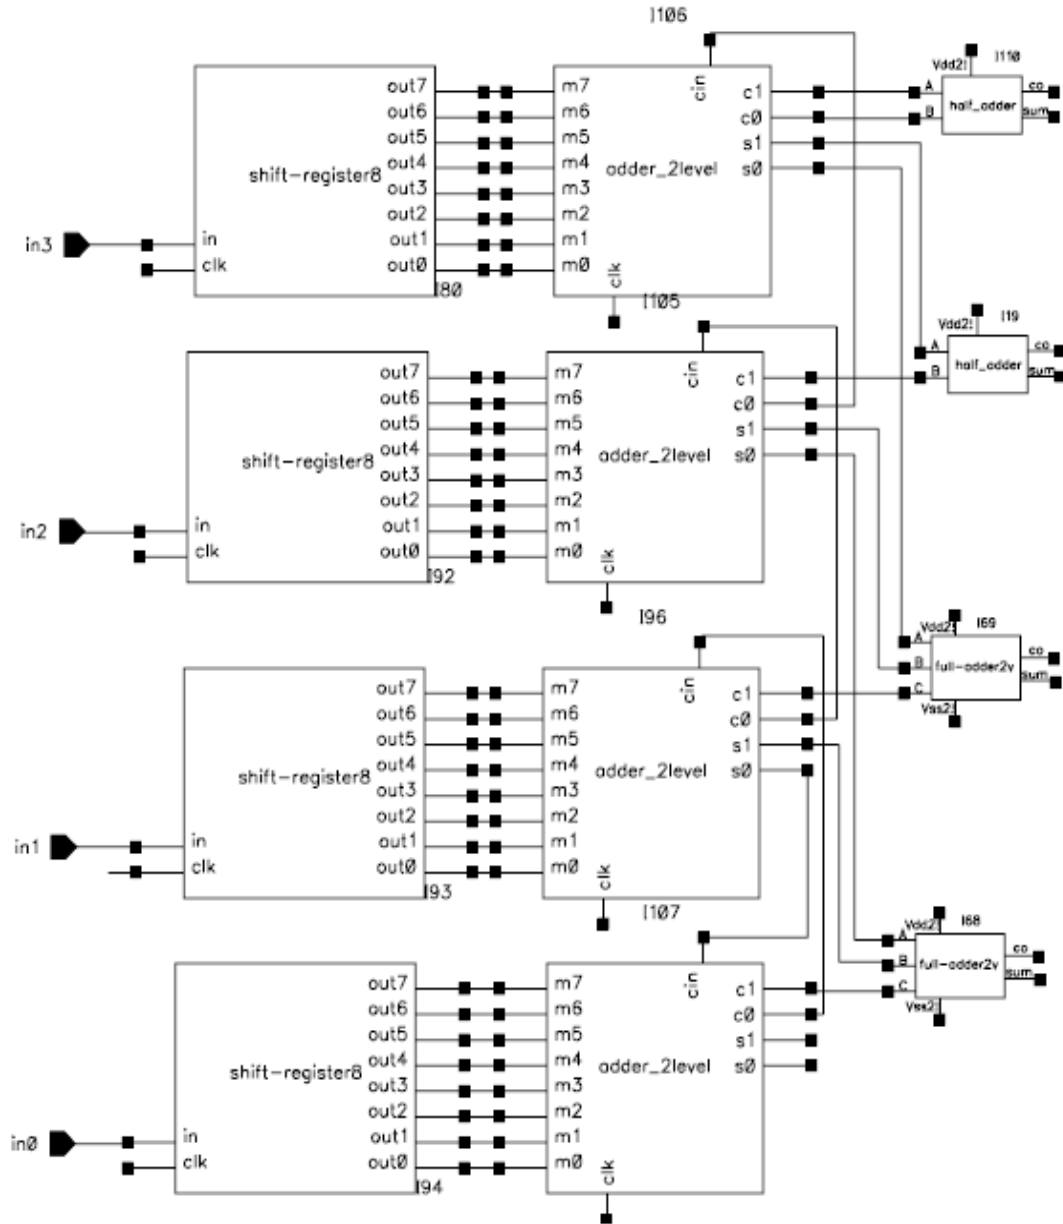 I106
I110
Vdd2!
out7 m7 cin c1 A co
out6 m6 c0 B half_adder sum
out5 m5 s1
out4 m4 s0
shift-register8 adder_2level
out3 m3
out2 m2
in3 in out1 m1
clk out0 m0 clk
I80 I105
I19
Vdd2!
out7 m7 cin c1 A co
out6 m6 c0 B half_adder sum
out5 m5 s1
out4 m4 s0
shift-register8 adder_2level
out3 m3
out2 m2
in2 in out1 m1
clk out0 m0 clk
I92
I96
Vdd2! I69
A co
out7 m7 cin c1 B full-adder2v sum
out6 m6 c0 C
out5 m5 s1 Vss2!
out4 m4 s0
shift-register8 adder_2level
out3 m3
out2 m2
in1 in out1 m1
clk out0 m0 clk
I93 I107
Vdd2! I68
A co
out7 m7 cin c1 B full-adder2v sum
out6 m6 c0 C
out5 m5 s1 Vss2!
out4 m4 s0
shift-register8 adder_2level
out3 m3
out2 m2
in0 in out1 m1
clk out0 m0 clk
I94